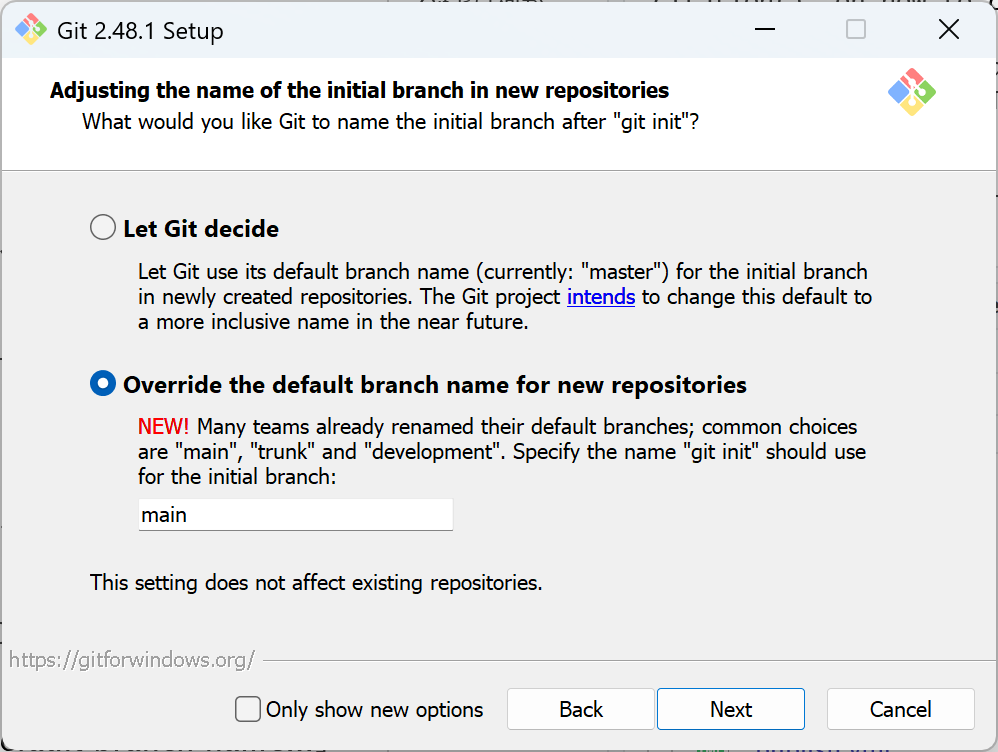 Git 2.48.1 Setup
Adjusting the name of the initial branch in new repositories
What would you like Git to name the initial branch after "git init"?
Let Git decide
Let Git use its default branch name (currently: "master") for the initial branch
in newly created repositories. The Git project intends to change this default to
a more inclusive name in the near future.
Override the default branch name for new repositories
NEW! Many teams already renamed their default branches; common choices
are "main", "trunk" and "development". Specify the name "git init" should use
for the initial branch:
main
This setting does not affect existing repositories.
https://gitforwindows.org/
Only show new options
Back
Next
Cancel